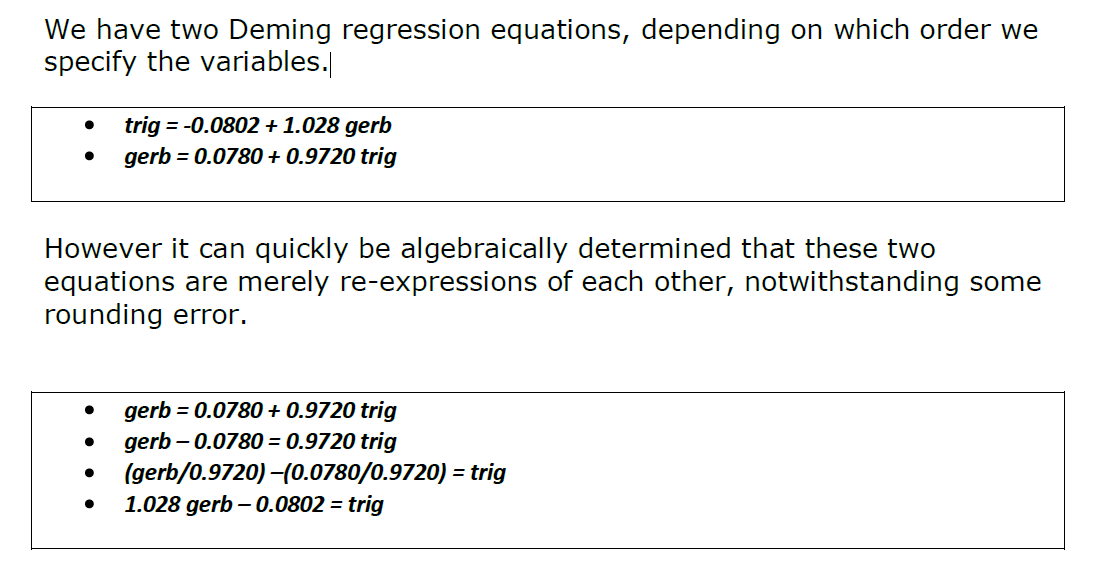 We have two Deming regression equations, depending on which order we
specify the variables.
• trig = -0.0802 + 1.028 gerb
• gerb = 0.0780 + 0.9720 trig
However it can quickly be algebraically determined that these two
equations are merely re-expressions of each other, notwithstanding some
rounding error.
• gerb = 0.0780 + 0.9720 trig
• gerb – 0.0780 = 0.9720 trig
• (gerb/0.9720) –(0.0780/0.9720) = trig
• 1.028 gerb – 0.0802 = trig